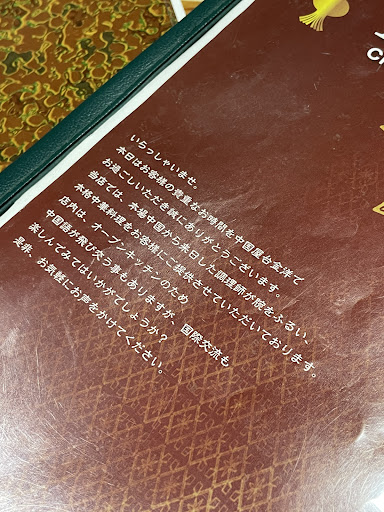 いらっしゃいませ。
本日はお客様の貴重なお時間を中国屋台金洋で
お過ごしいただき誠にありがとうございます。
当店では、本場中国から来日した調理師が腕をふるい、
本格中華料理をお客様にご提供させていただいております。
店内は、オープンキッチンのため
中国語が飛び交う事もありますが、国際交流も
楽しんでみてはいかがでしょうか？
是非、お気軽にお声をかけてください。